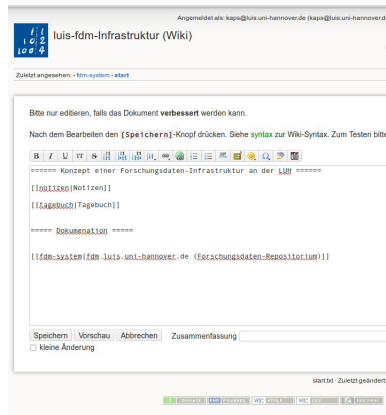 Angemeldet als: kaps@luis.uni-hannover.de (kaps@luis.uni-hannover.d
luis-fdm-Infrastruktur (Wiki)
Zuletzt angesehen: • fdm-system • start
Bitte nur editieren, falls das Dokument verbessert werden kann.
Nach dem Bearbeiten den [Speichern]-Knopf drücken. Siehe syntax zur Wiki-Syntax. Zum Testen bitte
====== Konzept einer Forschungsdaten-Infrastruktur an der LUH ======
[[notizen|Notizen]]
[[tagebuch|Tagebuch]]
===== Dokumenation =====
[[fdm-system|fdm.luis.uni-hannover.de (Forschungsdaten-Repositorium)]]
Speichern Vorschau Abbrechen Zusammenfassung
kleine Änderung
start.txt · Zuletzt geändert